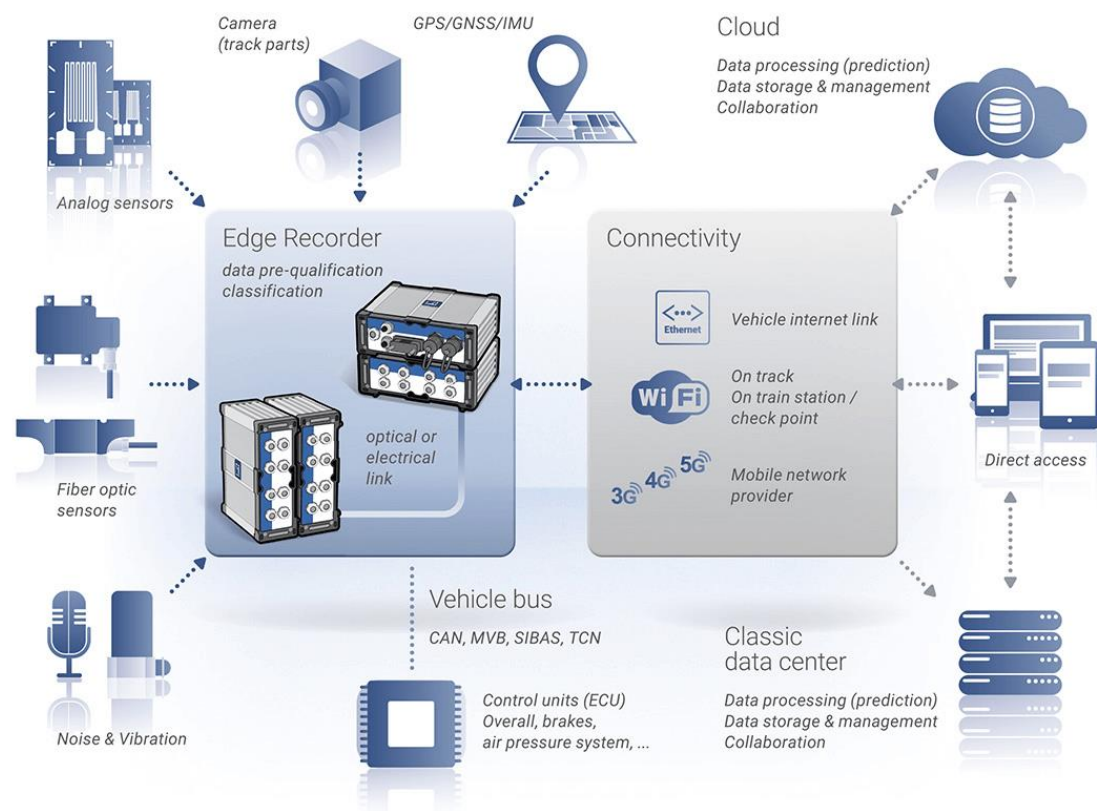 Camera
(track parts)
GPS/GNSS/IMU
Cloud
Data processing (prediction)
Data storage & management
Collaboration
Analog sensors
Edge Recorder
data pre-qualification
classification
optical or
electrical
link
Connectivity
<···>
Ethernet
Vehicle internet link
WiFi
On track
On train station /
check point
3G 4G 5G
Mobile network
provider
Direct access
Fiber optic
sensors
Noise & Vibration
Vehicle bus
CAN, MVB, SIBAS, TCN
Control units (ECU)
Overall, brakes,
air pressure system, ...
Classic
data center
Data processing (prediction)
Data storage & management
Collaboration